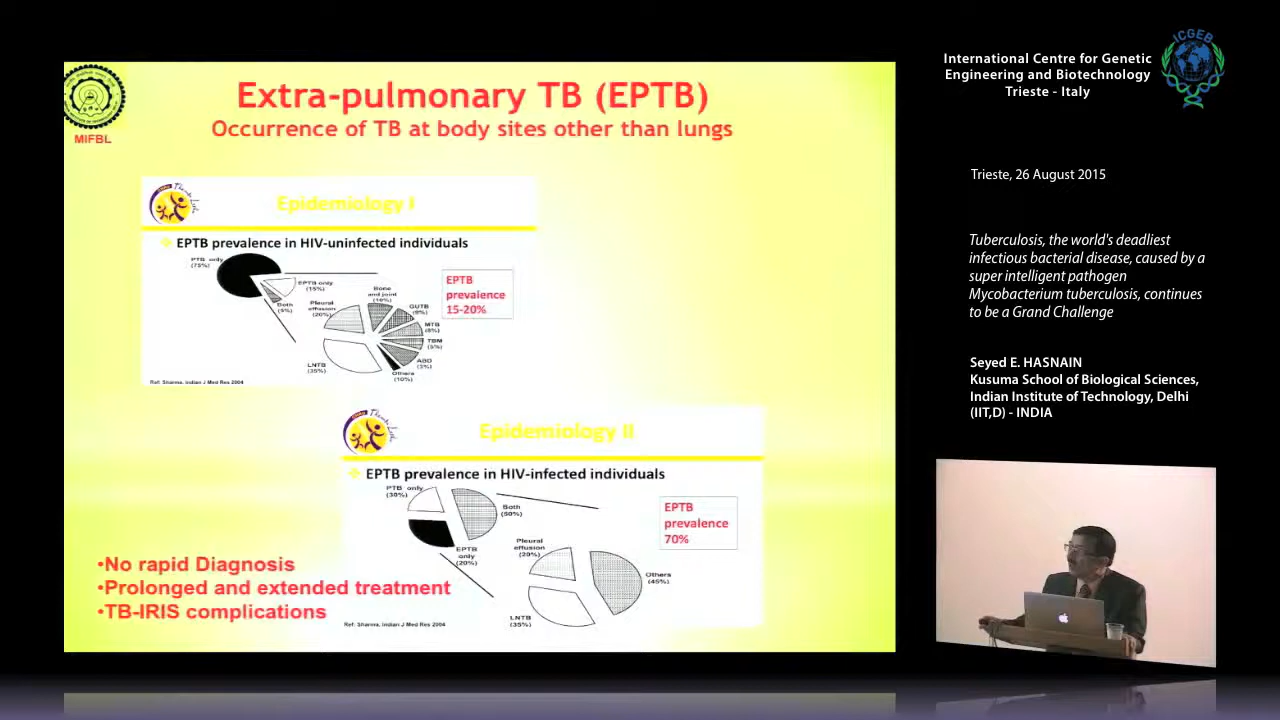 Extra-pulmonary TB (EPTB)
Occurrence of TB at body sites other than lungs
MIFBL
Epidemiology I
EPTB prevalence in HIV-uninfected individuals
PTB only
(75%)
EPTB only
(15%)
Both
(5%)
Pleural
effusion
(20%)
Bone
and joint
(10%)
GUTB
(8%)
MTB
(8%)
TBM
(5%)
ABD
(3%)
Others
(10%)
LNTB
(35%)
EPTB
prevalence
15-20%
Ref: Sharma, Indian J Med Res 2004
Epidemiology II
EPTB prevalence in HIV-infected individuals
PTB only
(30%)
Both
(50%)
EPTB
only
(20%)
Pleural
effusion
(20%)
Others
(45%)
LNTB
(35%)
EPTB
prevalence
70%
Ref: Sharma, Indian J Med Res 2004
•No rapid Diagnosis
•Prolonged and extended treatment
•TB-IRIS complications
International Centre for Genetic
Engineering and Biotechnology
Trieste - Italy
ICGEB
Trieste, 26 August 2015
Tuberculosis, the world's deadliest
infectious bacterial disease, caused by a
super intelligent pathogen
Mycobacterium tuberculosis, continues
to be a Grand Challenge
Seyed E. HASNAIN
Kusuma School of Biological Sciences,
Indian Institute of Technology, Delhi
(IIT,D) - INDIA